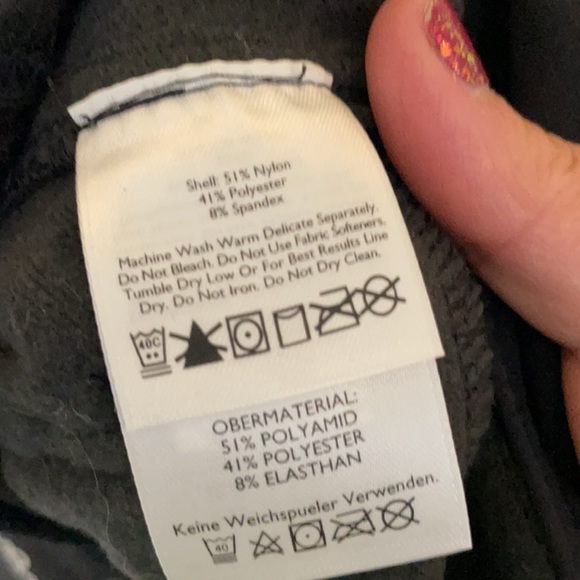 Shell: 51% Nylon
41% Polyester
8% Spandex
Machine Wash Warm Delicate Separately.
Do Not Bleach. Do Not Use Fabric Softeners.
Tumble Dry Low Or For Best Results Line
Dry. Do Not Iron. Do Not Dry Clean.
40C
OBERMATERIAL:
51% POLYAMID
41% POLYESTER
8% ELASTHAN
Keine Weichspueler Verwenden.
40